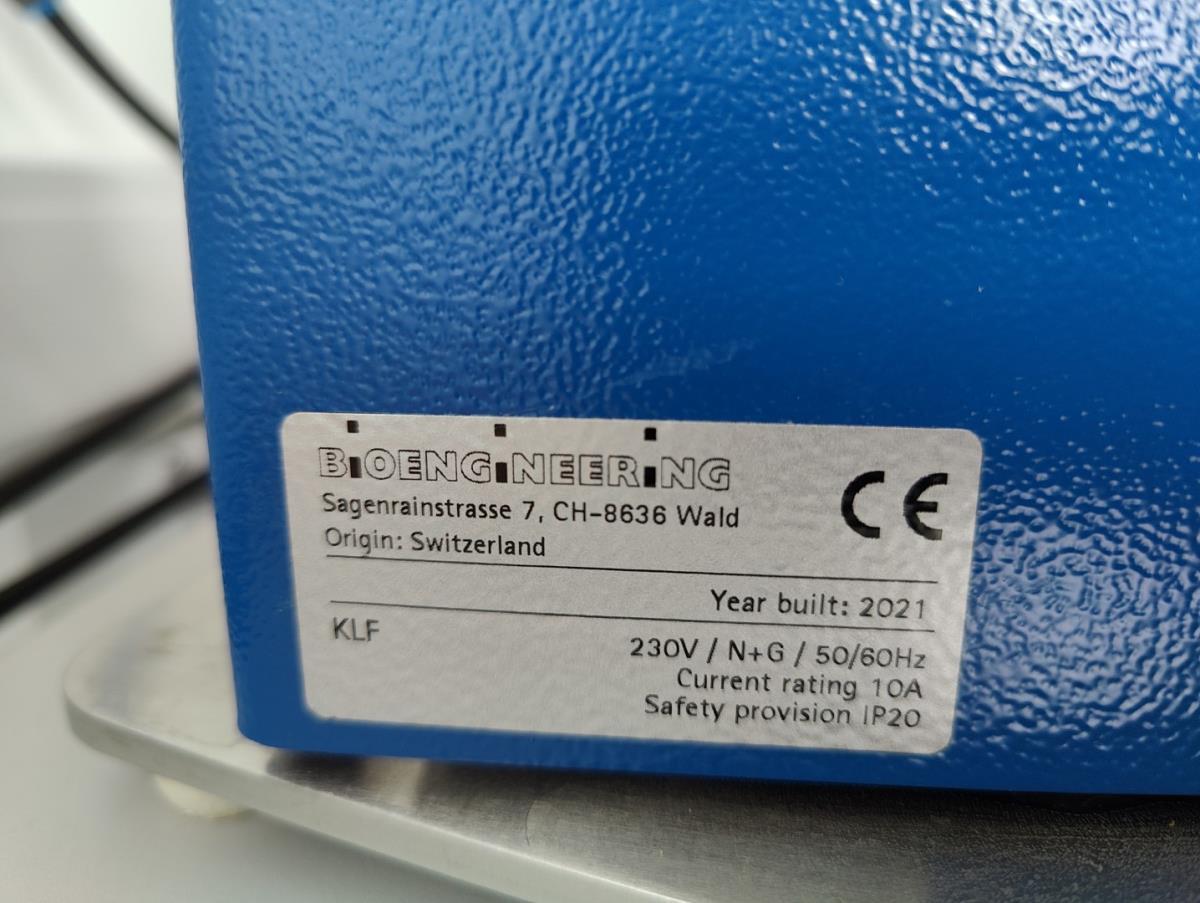 BIOENGINEERING
Sagenrainstrasse 7, CH-8636 Wald
Origin: Switzerland
CE
Year built: 2021
KLF
230V / N+G / 50/60Hz
Current rating 10A
Safety provision IP20